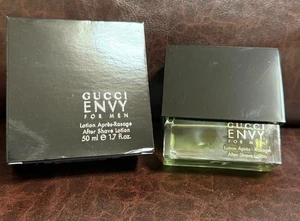 GUCCI
ENVY
FOR MEN
Lotion Après-Rasage
After Shave Lotion
50 ml e 1.7 fl.oz.
GUCCI
ENVY
FOR MEN
Lotion Après-Rasage
After Shave Lotion